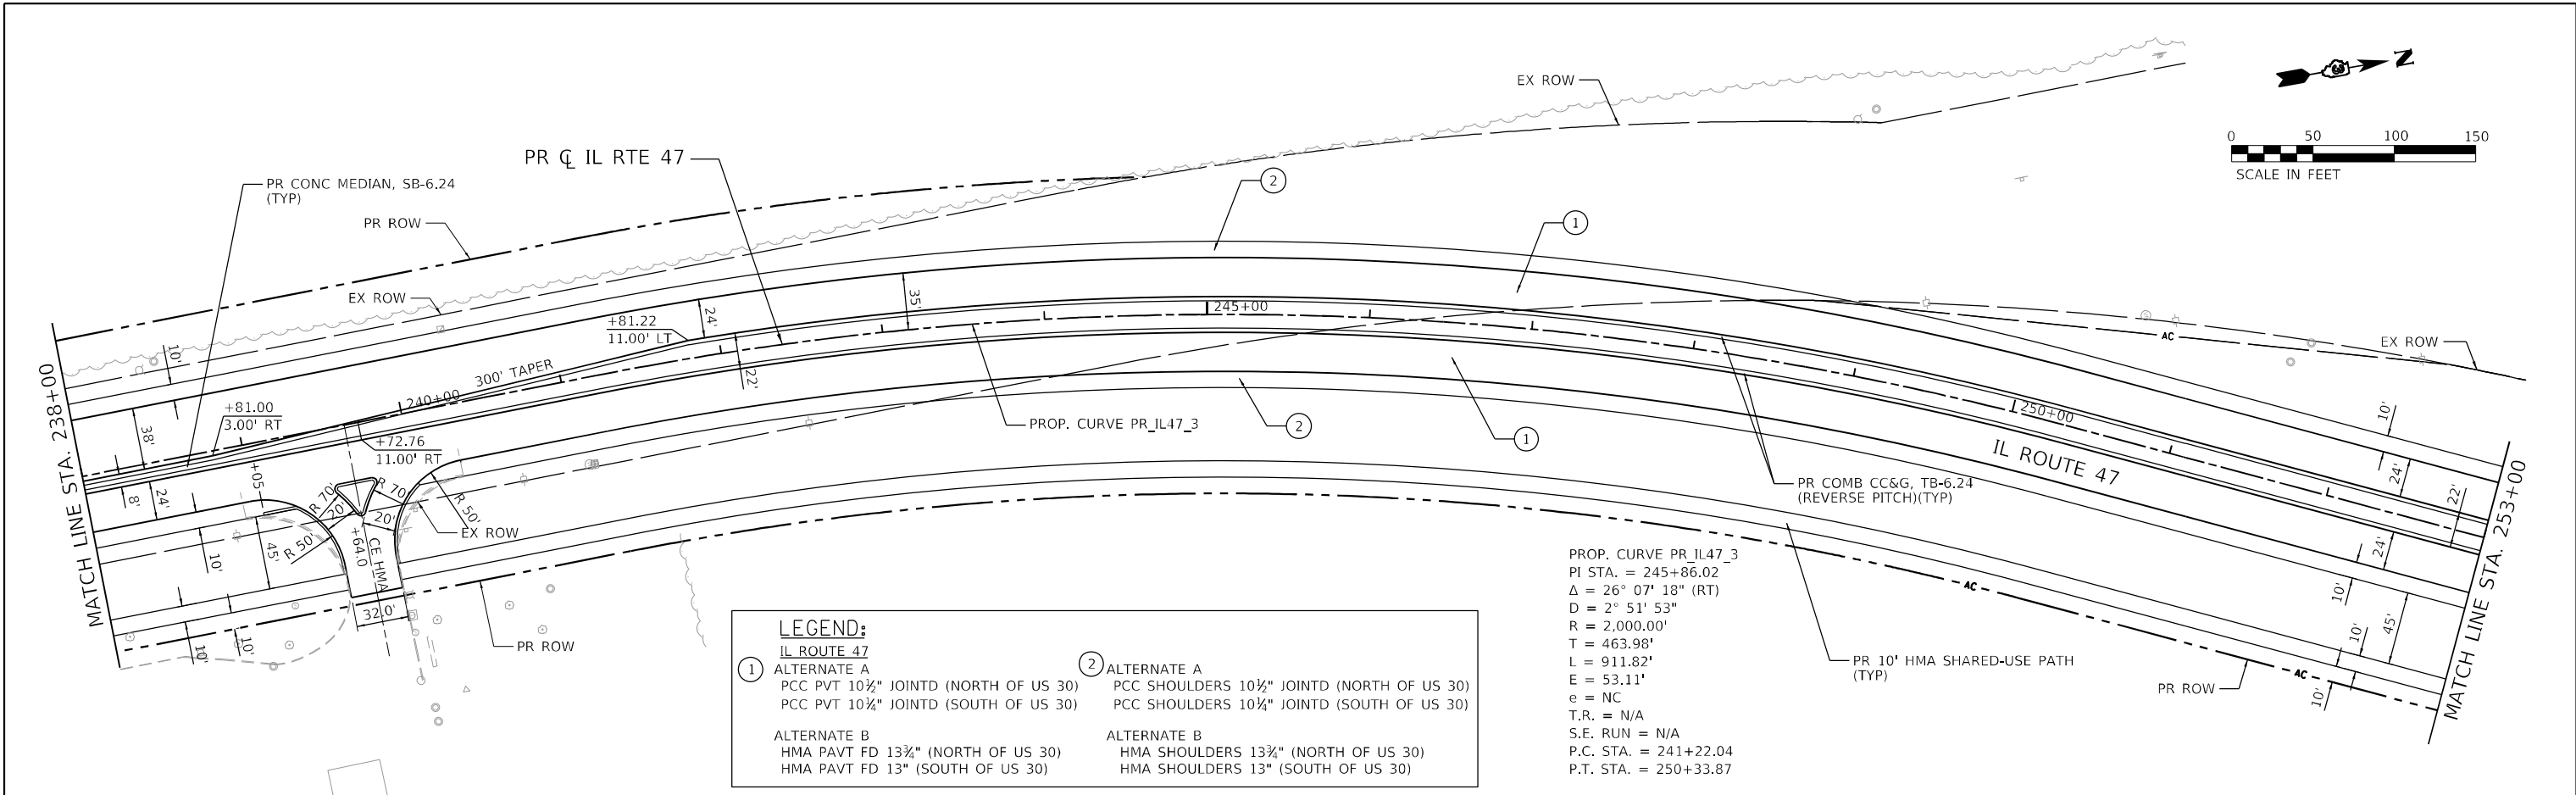 EX ROW
N
0 50 100 150
SCALE IN FEET
PR ℄ IL RTE 47
PR CONC MEDIAN, SB-6.24
(TYP)
PR ROW
2
1
EX ROW
+81.22
11.00' LT
24'
35'
245+00
300' TAPER
22'
240+00
10'
+81.00
3.00' RT
38'
+72.76
11.00' RT
PROP. CURVE PR_IL47_3
2
1
AC
EX ROW
250+00
10'
24'
22'
IL ROUTE 47
MATCH LINE STA. 238+00
MATCH LINE STA. 253+00
8'
24'
+05
R 70'
20'
R 70'
20'
R 50'
R 50'
EX ROW
+64.0
CE HMA
45'
10'
32.0'
10'
10'
PR ROW
PR COMB CC&G, TB-6.24
(REVERSE PITCH)(TYP)
24'
10'
45'
10'
10'
AC
AC
PR 10' HMA SHARED-USE PATH
(TYP)
PR ROW
PROP. CURVE PR_IL47_3
PI STA. = 245+86.02
Δ = 26° 07' 18" (RT)
D = 2° 51' 53"
R = 2,000.00'
T = 463.98'
L = 911.82'
E = 53.11'
e = NC
T.R. = N/A
S.E. RUN = N/A
P.C. STA. = 241+22.04
P.T. STA. = 250+33.87
LEGEND:
IL ROUTE 47
1 ALTERNATE A
PCC PVT 10½" JOINTD (NORTH OF US 30)
PCC PVT 10¼" JOINTD (SOUTH OF US 30)
ALTERNATE B
HMA PAVT FD 13¾" (NORTH OF US 30)
HMA PAVT FD 13" (SOUTH OF US 30)
2 ALTERNATE A
PCC SHOULDERS 10½" JOINTD (NORTH OF US 30)
PCC SHOULDERS 10¼" JOINTD (SOUTH OF US 30)
ALTERNATE B
HMA SHOULDERS 13¾" (NORTH OF US 30)
HMA SHOULDERS 13" (SOUTH OF US 30)